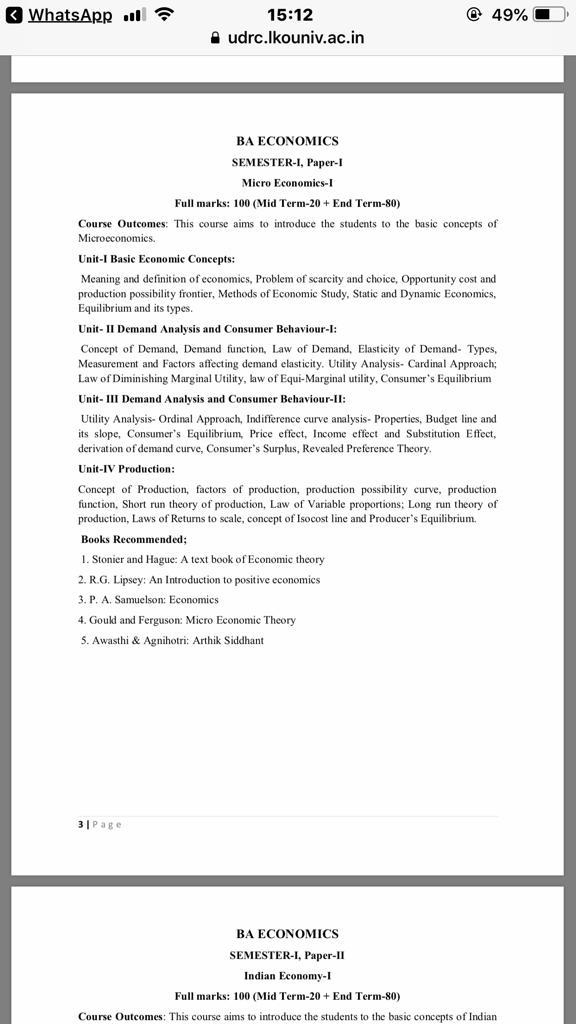 WhatsApp
15:12
49%
udrc.lkouniv.ac.in
BA ECONOMICS
SEMESTER-I, Paper-I
Micro Economics-I
Full marks: 100 (Mid Term-20 + End Term-80)
Course Outcomes: This course aims to introduce the students to the basic concepts of
Microeconomics.
Unit-I Basic Economic Concepts:
Meaning and definition of economics, Problem of scarcity and choice, Opportunity cost and
production possibility frontier, Methods of Economic Study, Static and Dynamic Economics,
Equilibrium and its types.
Unit- II Demand Analysis and Consumer Behaviour-I:
Concept of Demand, Demand function, Law of Demand, Elasticity of Demand- Types,
Measurement and Factors affecting demand elasticity. Utility Analysis- Cardinal Approach;
Law of Diminishing Marginal Utility, law of Equi-Marginal utility, Consumer's Equilibrium
Unit- III Demand Analysis and Consumer Behaviour-II:
Utility Analysis- Ordinal Approach, Indifference curve analysis- Properties, Budget line and
its slope, Consumer's Equilibrium, Price effect, Income effect and Substitution Effect,
derivation of demand curve, Consumer's Surplus, Revealed Preference Theory.
Unit-IV Production:
Concept of Production, factors of production, production possibility curve, production
function, Short run theory of production, Law of Variable proportions; Long run theory of
production, Laws of Returns to scale, concept of Isocost line and Producer's Equilibrium.
Books Recommended;
1. Stonier and Hague: A text book of Economic theory
2. R.G. Lipsey: An Introduction to positive economics
3. P. A. Samuelson: Economics
4. Gould and Ferguson: Micro Economic Theory
5. Awasthi & Agnihotri: Arthik Siddhant
3 | Page
BA ECONOMICS
SEMESTER-I, Paper-II
Indian Economy-I
Full marks: 100 (Mid Term-20 + End Term-80)
Course Outcomes: This course aims to introduce the students to the basic concepts of Indian